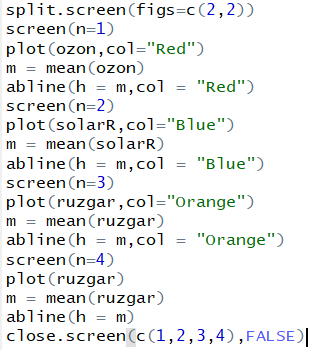 split.screen(figs=c(2,2))
screen(n=1)
plot(ozon,col="Red")
m = mean(ozon)
abline(h = m,col = "Red")
screen(n=2)
plot(solarR,col="Blue")
m = mean(solarR)
abline(h = m,col = "Blue")
screen(n=3)
plot(ruzgar,col="Orange")
m = mean(ruzgar)
abline(h = m,col = "Orange")
screen(n=4)
plot(ruzgar)
m = mean(ruzgar)
abline(h = m)
close.screen(c(1,2,3,4),FALSE)